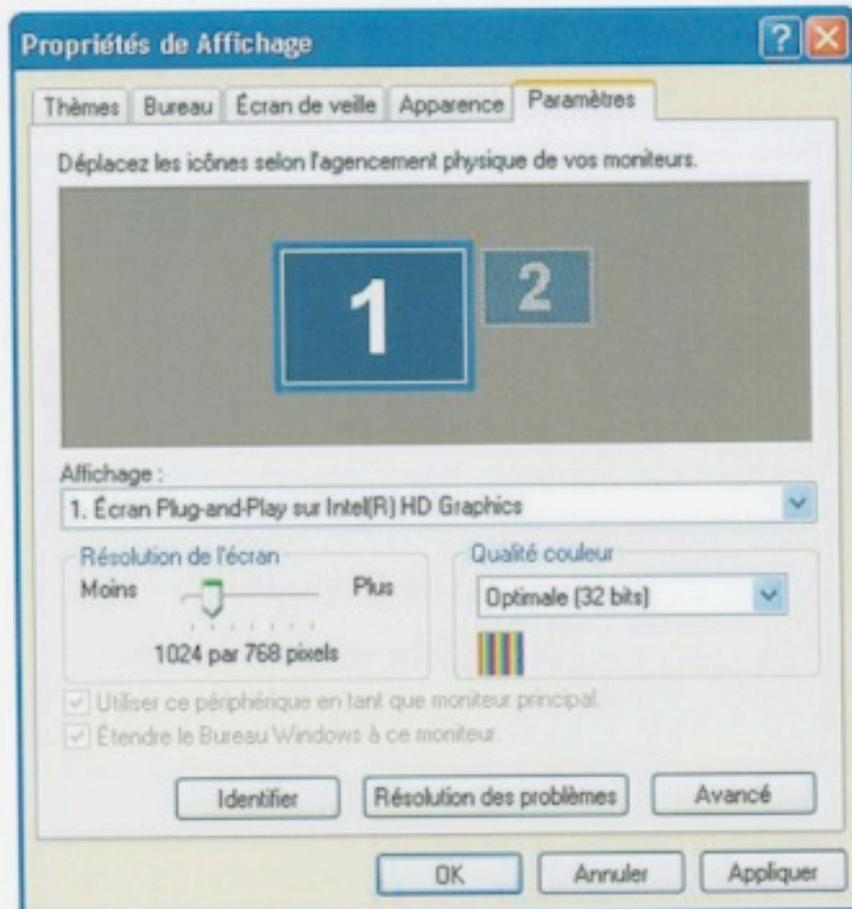 Propriétés de Affichage
Thèmes Bureau Écran de veille Apparence Paramètres
Déplacez les icônes selon l'agencement physique de vos moniteurs.
1 2
Affichage :
1. Écran Plug-and-Play sur Intel(R) HD Graphics
Résolution de l'écran
Moins Plus
1024 par 768 pixels
Qualité couleur
Optimale (32 bits)
Utiliser ce périphérique en tant que moniteur principal.
Étendre le Bureau Windows à ce moniteur.
Identifier Résolution des problèmes Avancé
OK Annuler Appliquer